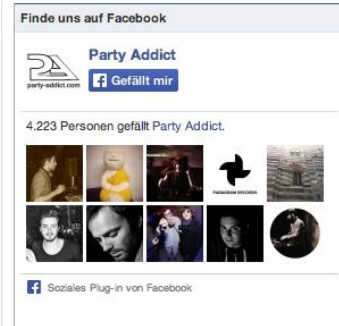 Finde uns auf Facebook
Party Addict
PA
party-addict.com
Gefällt mir
4.223 Personen gefällt Party Addict.
PARAGRAM RECORDS
Soziales Plug-in von Facebook